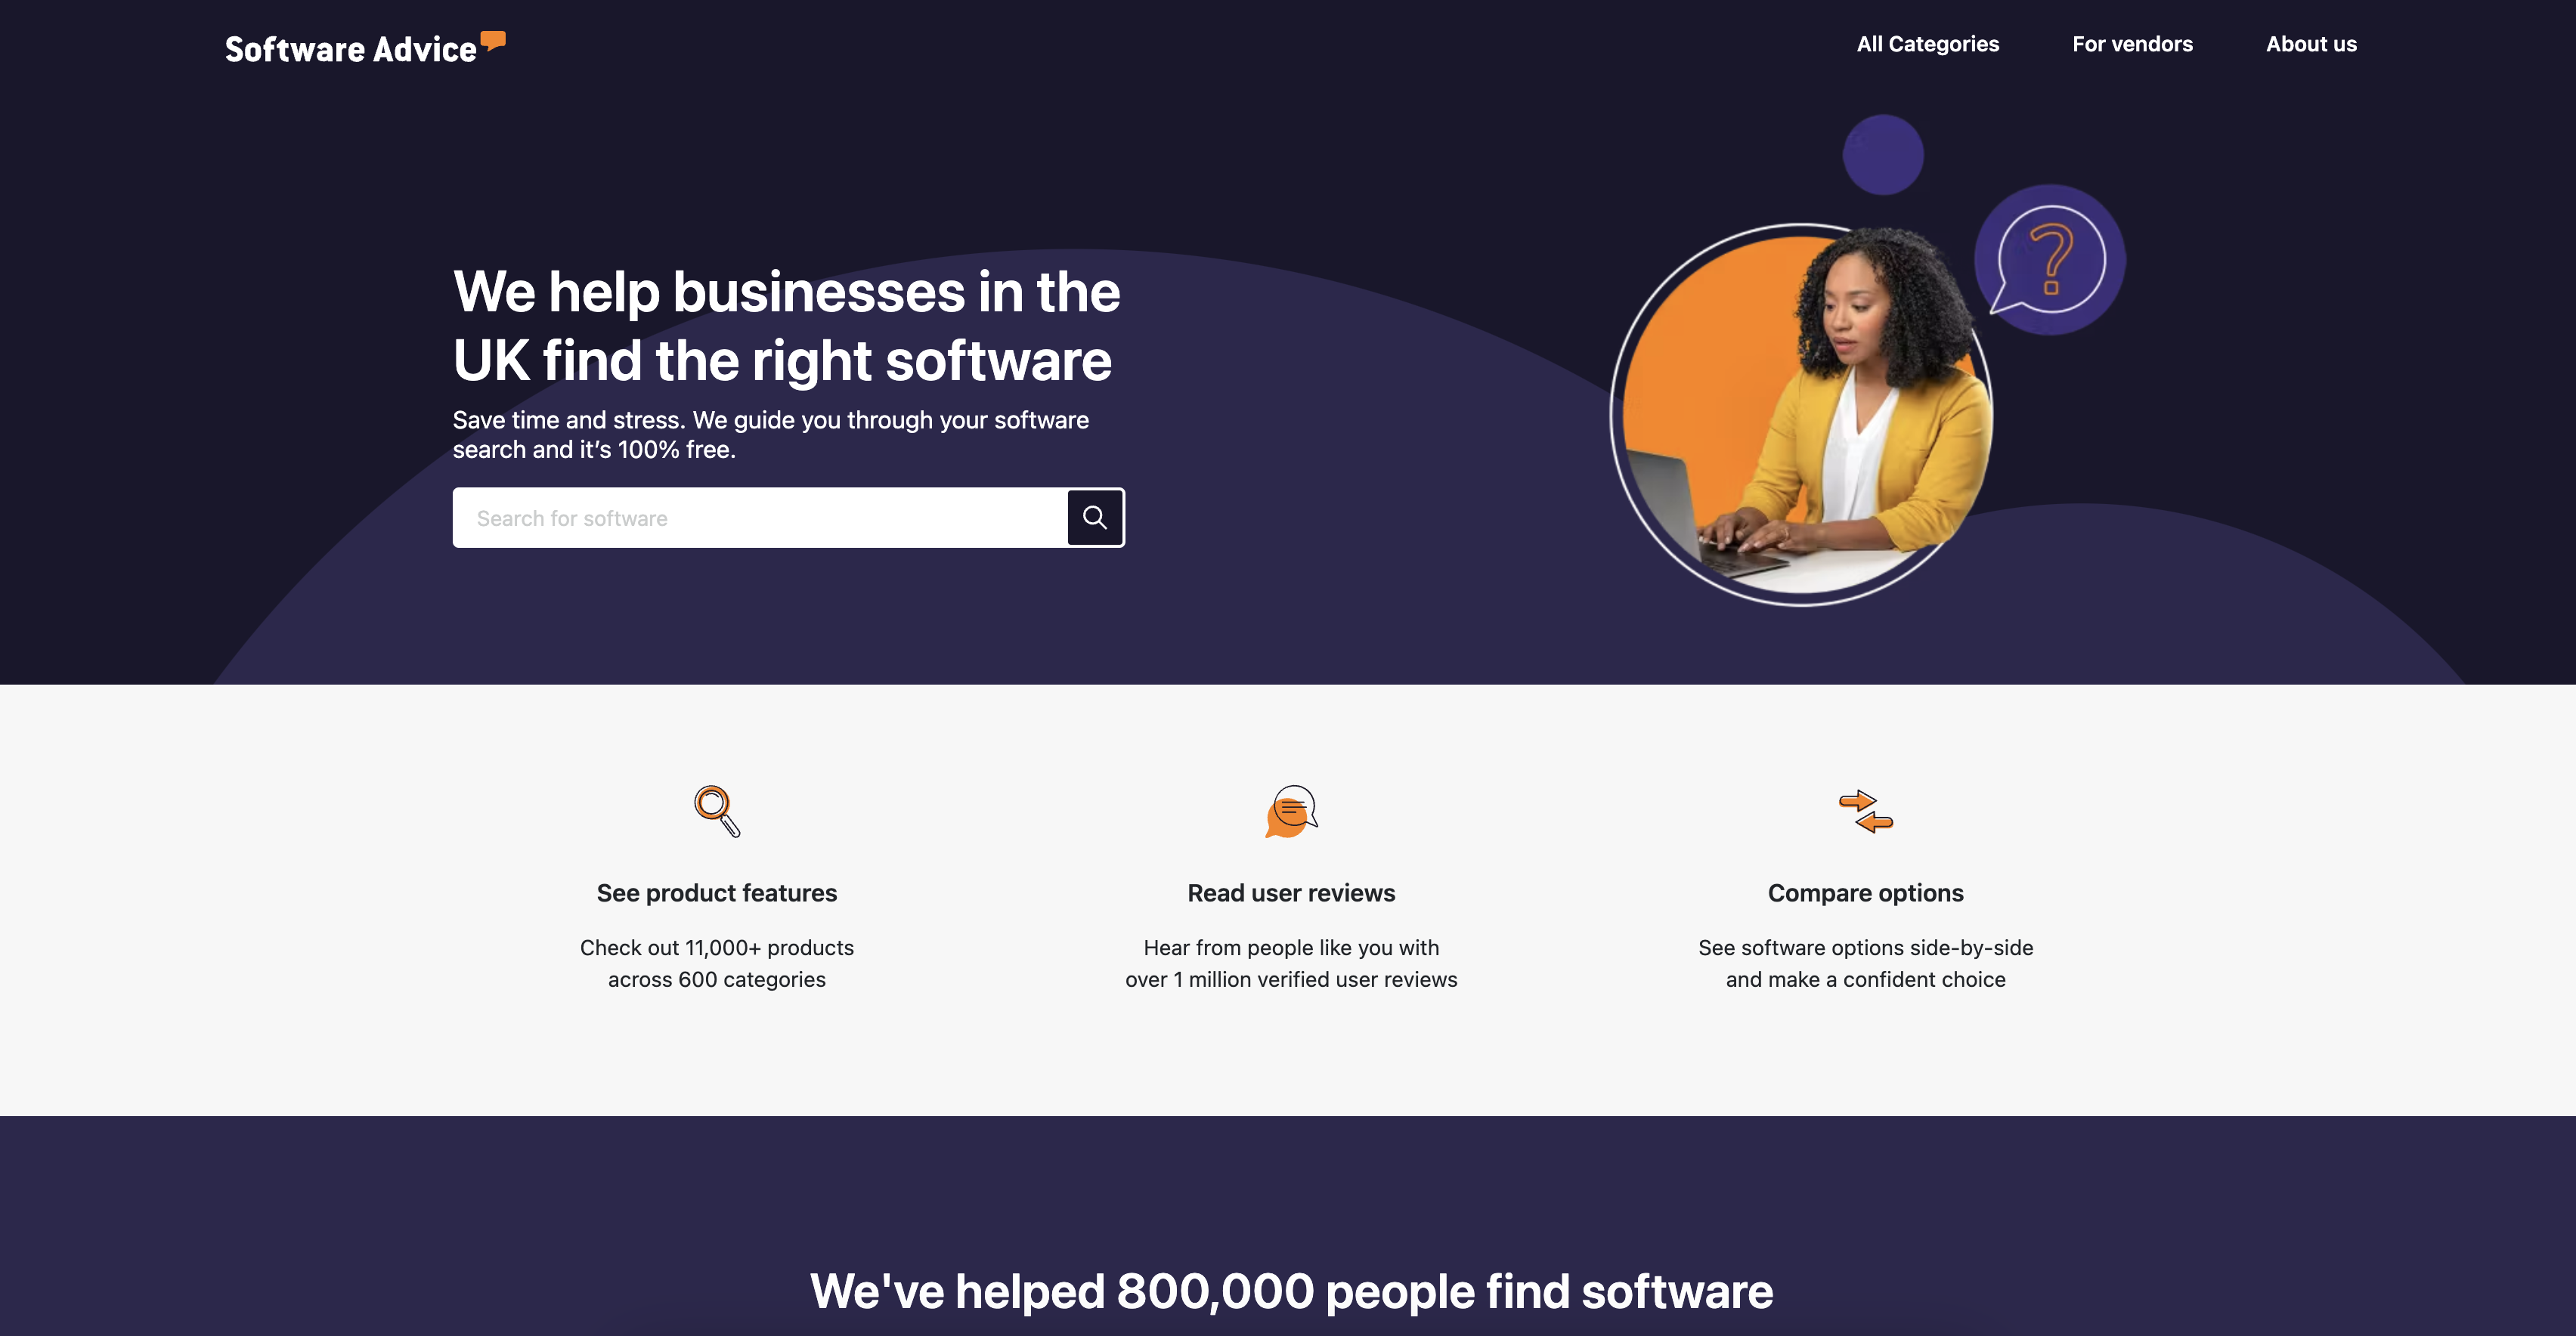 Software Advice
All Categories
For vendors
About us
We help businesses in the
UK find the right software
Save time and stress. We guide you through your software
search and it’s 100% free.
Search for software
?
See product features
Check out 11,000+ products
across 600 categories
Read user reviews
Hear from people like you with
over 1 million verified user reviews
Compare options
See software options side-by-side
and make a confident choice
We've helped 800,000 people find software